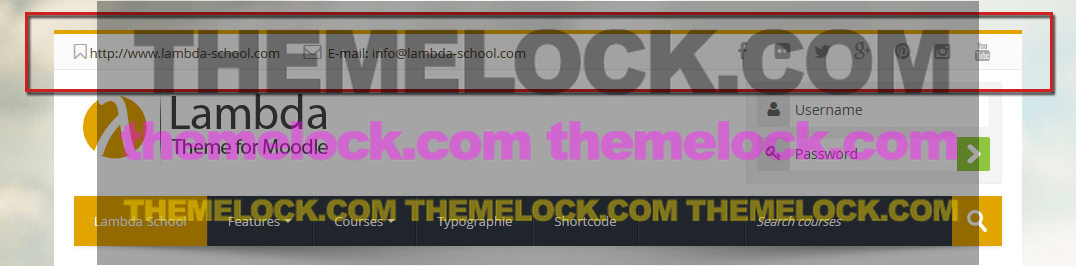 http://www.lambda-school.com E-mail: info@lambda-school.com You Tube
THEMELOCK.COM
Lambda
Theme for Moodle
Username
Password
themelock.com themelock.com
THEMELOCK.COM THEMELOCK.COM THEMELOCK.COM
Lambda School Features Courses Typographie Shortcode Search courses